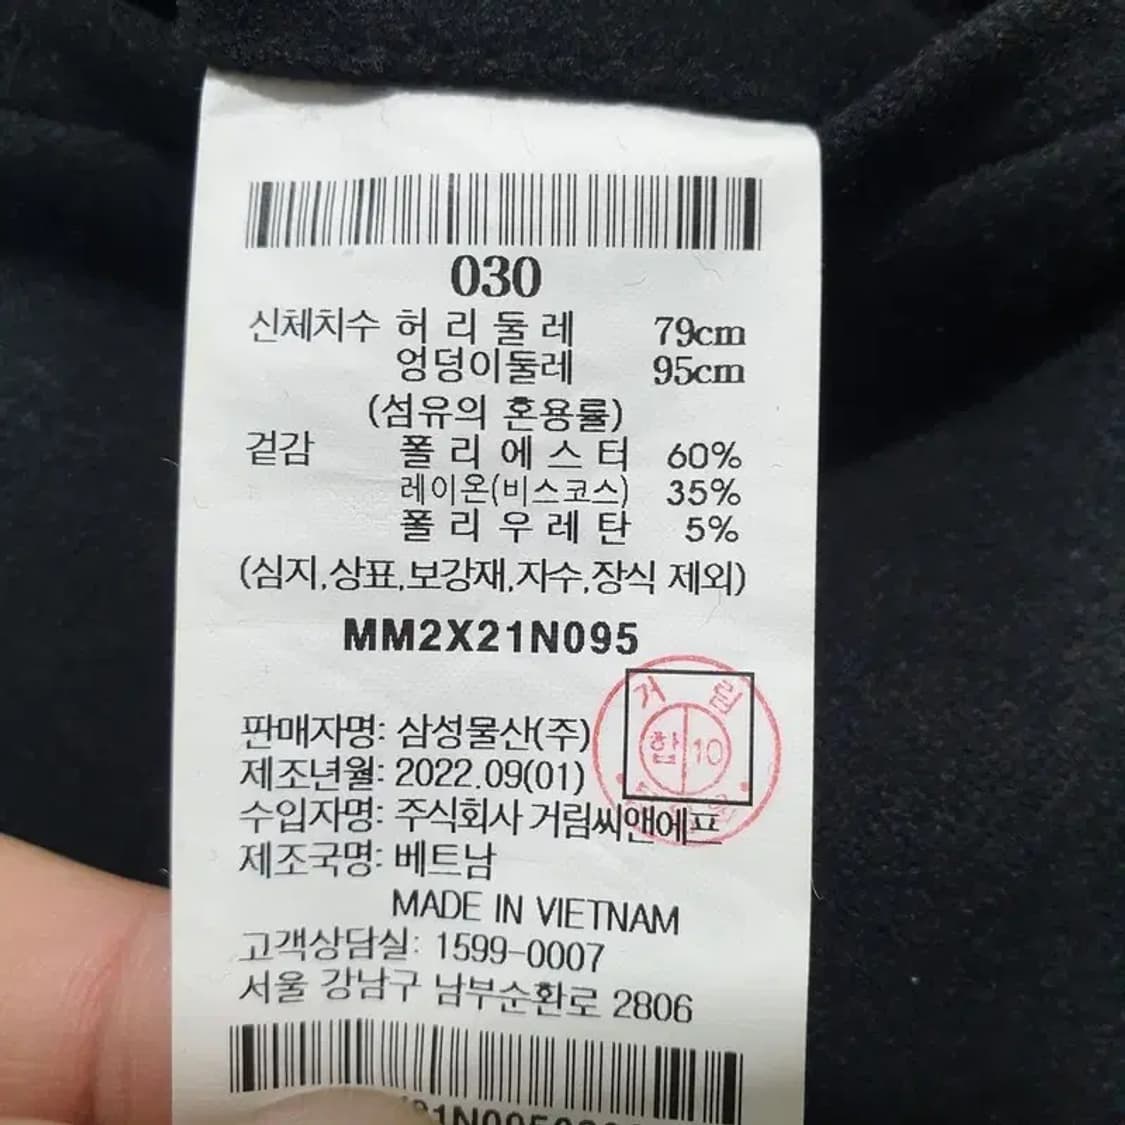 030
신체치수 허 리 둘 레 79cm
엉덩이둘레 95cm
(섬유의 혼용률)
겉감 폴 리 에 스 터 60%
레이온(비스코스) 35%
폴 리 우 레 탄 5%
(심지,상표,보강재,자수,장식 제외)
MM2X21N095
거 림
합 10
판매자명: 삼성물산(주)
제조년월: 2022.09(01)
수입자명: 주식회사 거림씨앤에프
제조국명: 베트남
MADE IN VIETNAM
고객상담실: 1599-0007
서울 강남구 남부순환로 2806